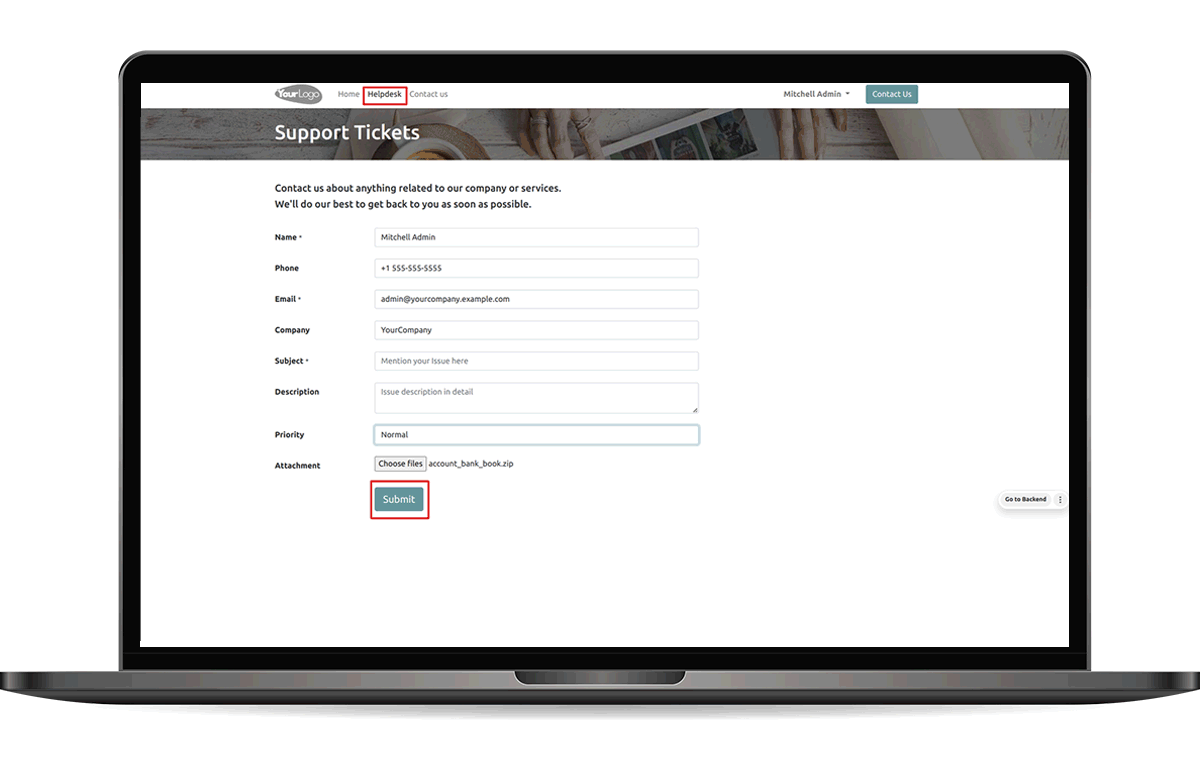 YourLogo Home Helpdesk Contact us Mitchell Admin Contact Us
Support Tickets
Contact us about anything related to our company or services.
We'll do our best to get back to you as soon as possible.
Name * Mitchell Admin
Phone +1 555-555-5555
Email * admin@yourcompany.example.com
Company YourCompany
Subject * Mention your Issue here
Description Issue description in detail
Priority Normal
Attachment Choose files account_bank_book.zip
Submit
Go to Backend